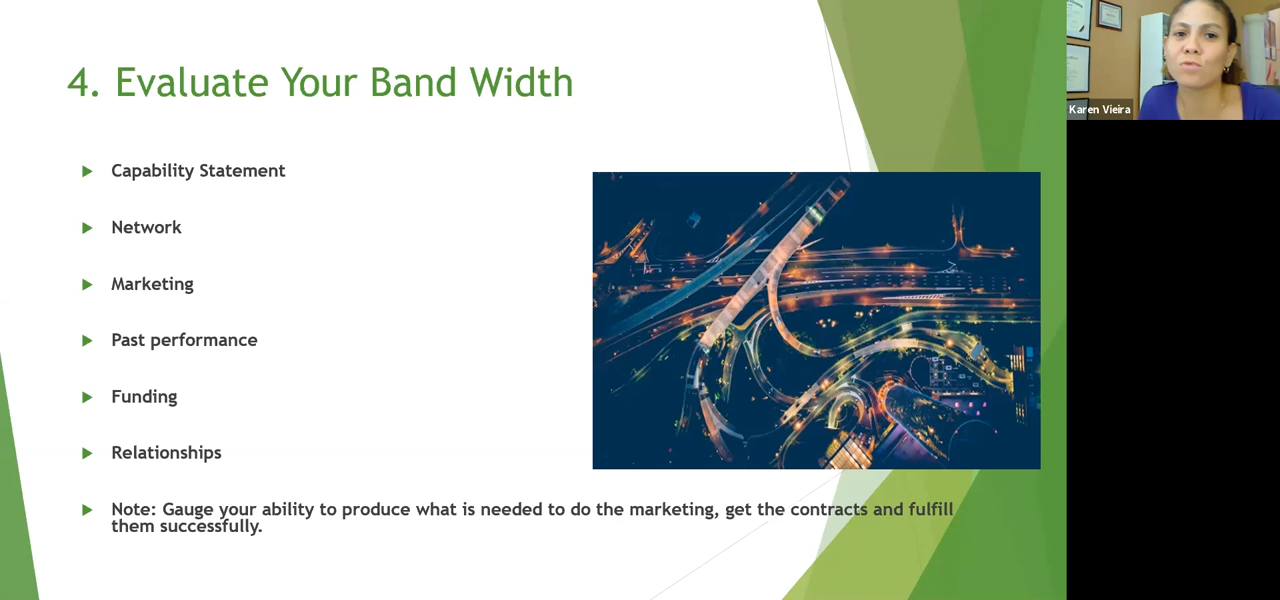 4. Evaluate Your Band Width
Capability Statement
Network
Marketing
Past performance
Funding
Relationships
Note: Gauge your ability to produce what is needed to do the marketing, get the contracts and fulfill
them successfully.
Karen Vieira